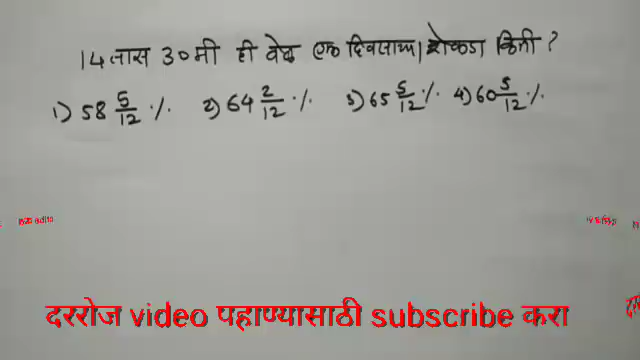 14 तास 30 मी ही वेळ एक दिवसाच्या शेकडा किती ?
1) 58 5/12 % 2) 64 2/12 % 3) 65 5/12 % 4) 60 5/12 %
दररोज video पहाण्यासाठी subscribe करा